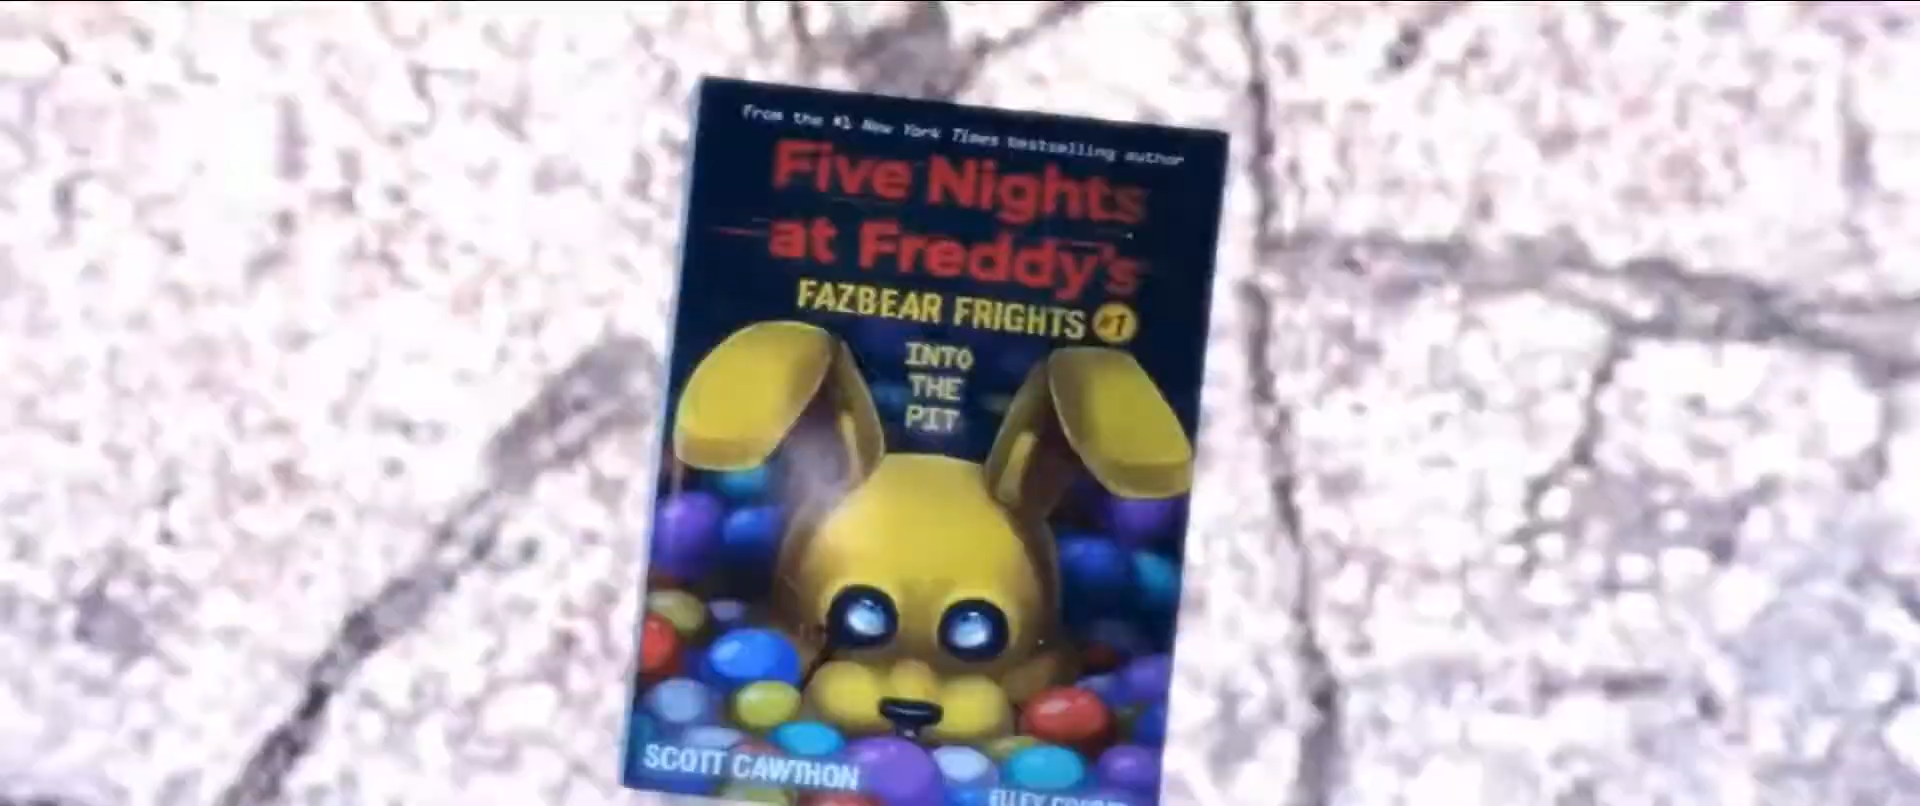 From the #1 New York Times bestselling author
Five Nights
at Freddy's
FAZBEAR FRIGHTS #1
INTO
THE
PIT
SCOTT CAWTHON